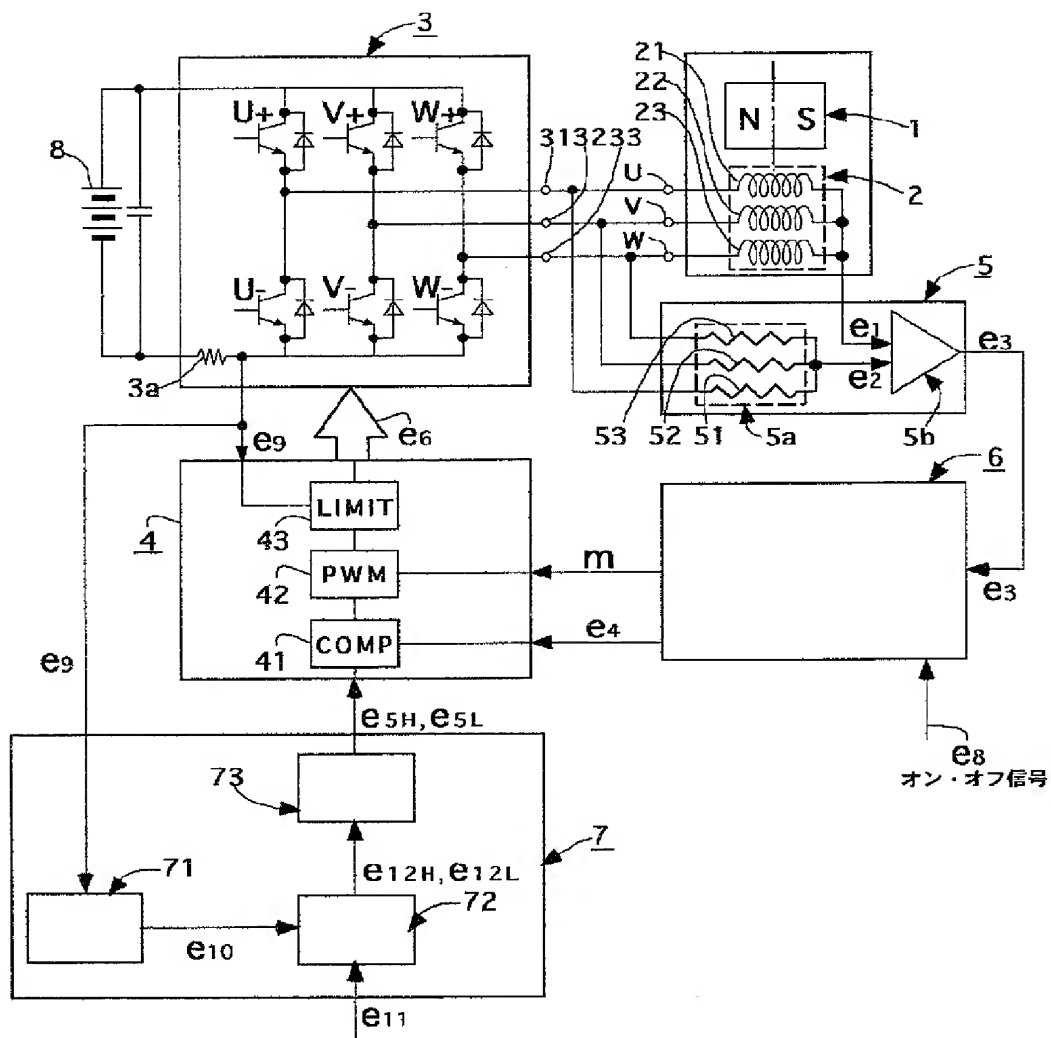 3
21
22
23
N S
1
2
8
U+ V+ W+
31 32 33
U
V
W
U- V- W-
3a
5
e1
e2
e3
53 52 51
5a
5b
e9
e6
6
4
LIMIT
43
PWM
42
COMP
41
m
e4
e3
e9
e5H,e5L
e8
オン・オフ信号
73
7
e12H,e12L
71
72
e10
e11